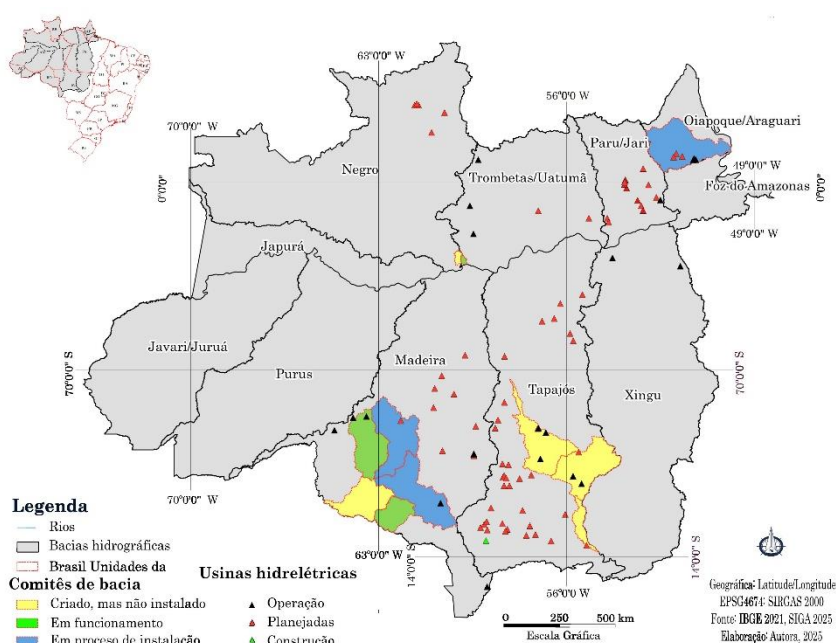 63°0'0" W
56°0'0" W
70°0'0" W
Oiapoque/Araguari
Paru/Jari
49°0'0" W
Negro
Trombetas/Uatumã
Foz do Amazonas
0°0'0"
0°0'0"
49°0'0" W
Japurá
Javari/Juruá
Purus
Madeira
Tapajós
Xingu
70°0'0" S
70°0'0" S
70°0'0" W
63°0'0" W
14°0'0" S
56°0'0" W
14°0'0" S
Legenda
Rios
Bacias hidrográficas
Brasil Unidades da
Comitês de bacia
Criado, mas não instalado
Em funcionamento
Em processo de instalação
Usinas hidrelétricas
Operação
Planejadas
Construção
0 250 500 km
Escala Gráfica
Geográfica: Latitude/Longitude
EPSG4674: SIRGAS 2000
Fonte: IBGE 2021, SIGA 2023
Elaboração: Autora, 2025